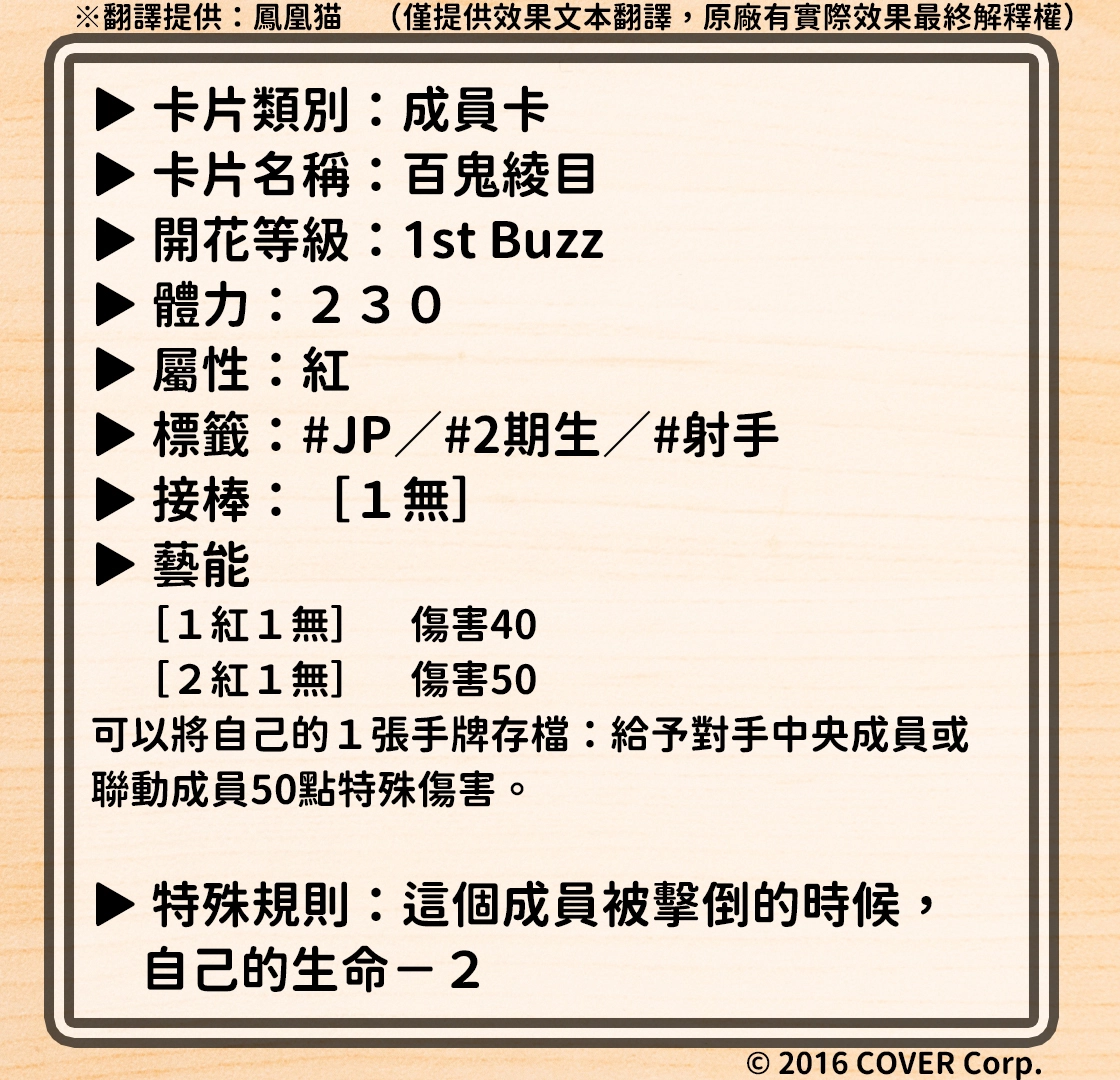 ※翻譯提供：鳳凰猫　（僅提供效果文本翻譯，原廠有實際效果最終解釋權）
▶ 卡片類別：成員卡
▶ 卡片名稱：百鬼綾目
▶ 開花等級：1st Buzz
▶ 體力：２３０
▶ 屬性：紅
▶ 標籤：#JP／#2期生／#射手
▶ 接棒：［１無］
▶ 藝能
［１紅１無］　傷害40
［２紅１無］　傷害50
可以將自己的１張手牌存檔：給予對手中央成員或
聯動成員50點特殊傷害。
▶ 特殊規則：這個成員被擊倒的時候，
自己的生命－２
© 2016 COVER Corp.